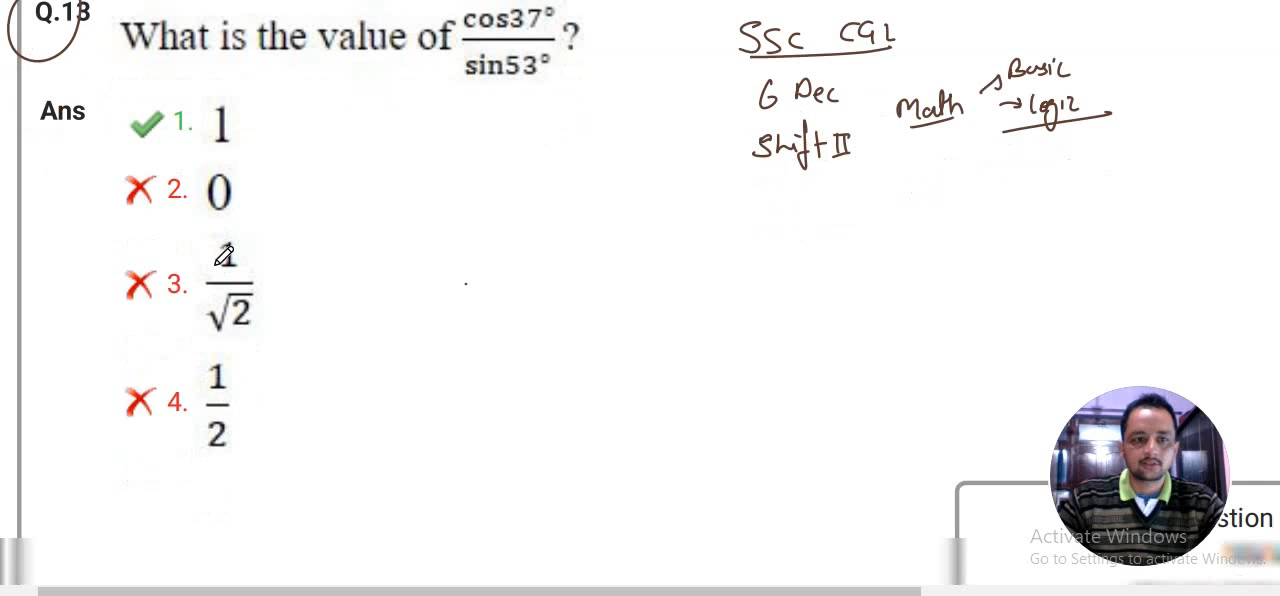 Q.13
What is the value of cos37°/sin53° ?
Ans
1. 1
2. 0
3. 1/√2
4. 1/2
SSC CGL
6 Dec
Shift II
Math
Basic
→ Logic
stion
Activate Windows
Go to Settings to activate Windows.